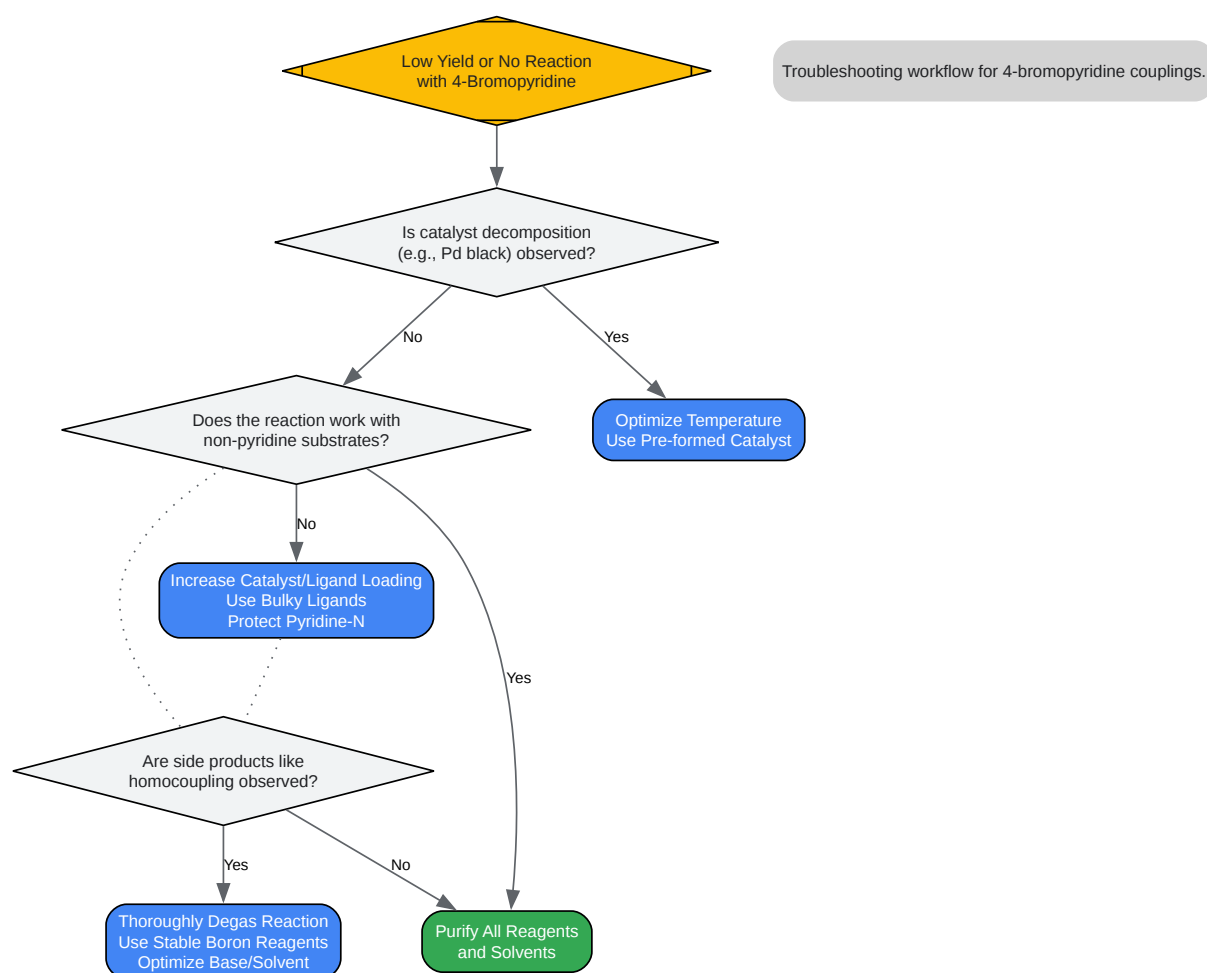 Low Yield or No Reaction
with 4-Bromopyridine
Troubleshooting workflow for 4-bromopyridine couplings.
Is catalyst decomposition
(e.g., Pd black) observed?
No
Yes
Does the reaction work with
non-pyridine substrates?
Optimize Temperature
Use Pre-formed Catalyst
No
Increase Catalyst/Ligand Loading
Use Bulky Ligands
Protect Pyridine-N
Yes
Are side products like
homocoupling observed?
Yes
No
Thoroughly Degas Reaction
Use Stable Boron Reagents
Optimize Base/Solvent
Purify All Reagents
and Solvents